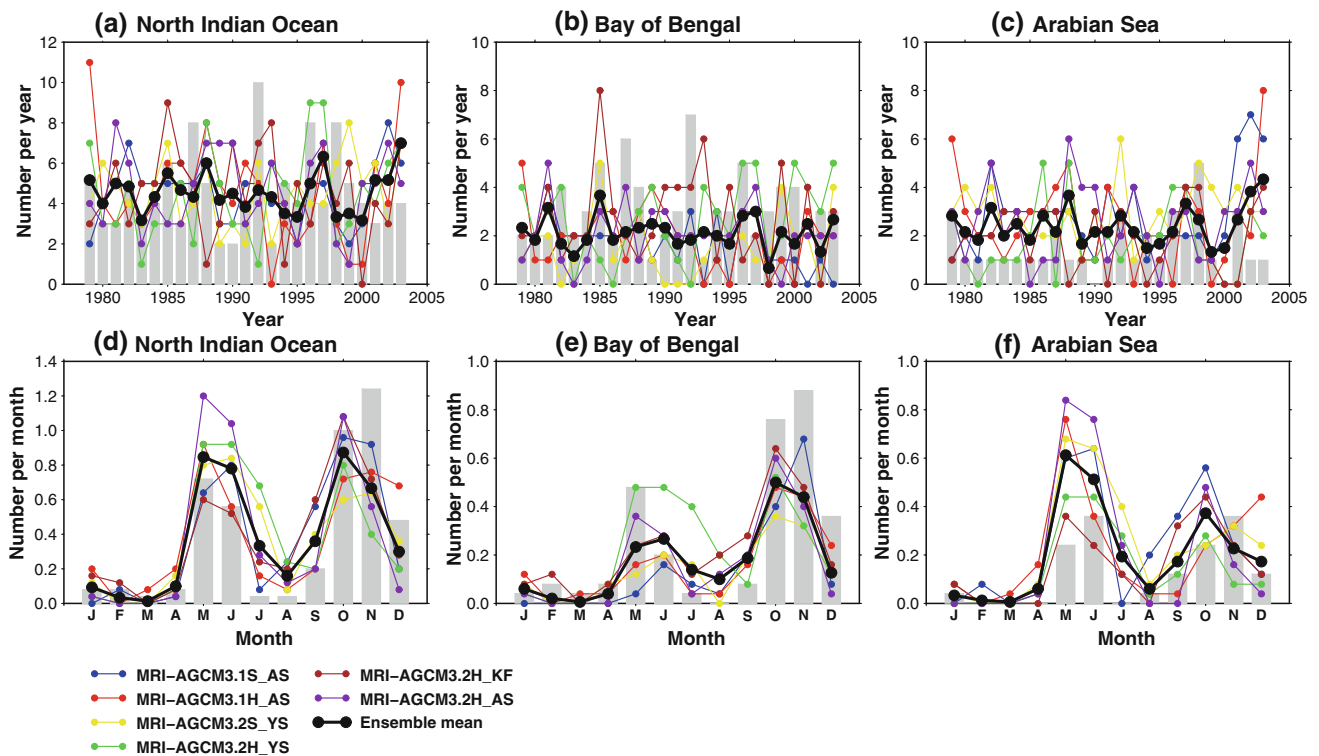 (a) North Indian Ocean
(b) Bay of Bengal
(c) Arabian Sea
Number per year
12
10
8
6
4
2
0
1980 1985 1990 1995 2000 2005
Year
Number per year
10
8
6
4
2
0
1980 1985 1990 1995 2000 2005
Year
Number per year
10
8
6
4
2
0
1980 1985 1990 1995 2000 2005
Year
(d) North Indian Ocean
(e) Bay of Bengal
(f) Arabian Sea
Number per month
1.4
1.2
1.0
0.8
0.6
0.4
0.2
0.0
J F M A M J J A S O N D
Month
Number per month
1.0
0.8
0.6
0.4
0.2
0.0
J F M A M J J A S O N D
Month
Number per month
1.0
0.8
0.6
0.4
0.2
0.0
J F M A M J J A S O N D
Month
MRI−AGCM3.1S_AS
MRI−AGCM3.1H_AS
MRI−AGCM3.2S_YS
MRI−AGCM3.2H_YS
MRI−AGCM3.2H_KF
MRI−AGCM3.2H_AS
Ensemble mean